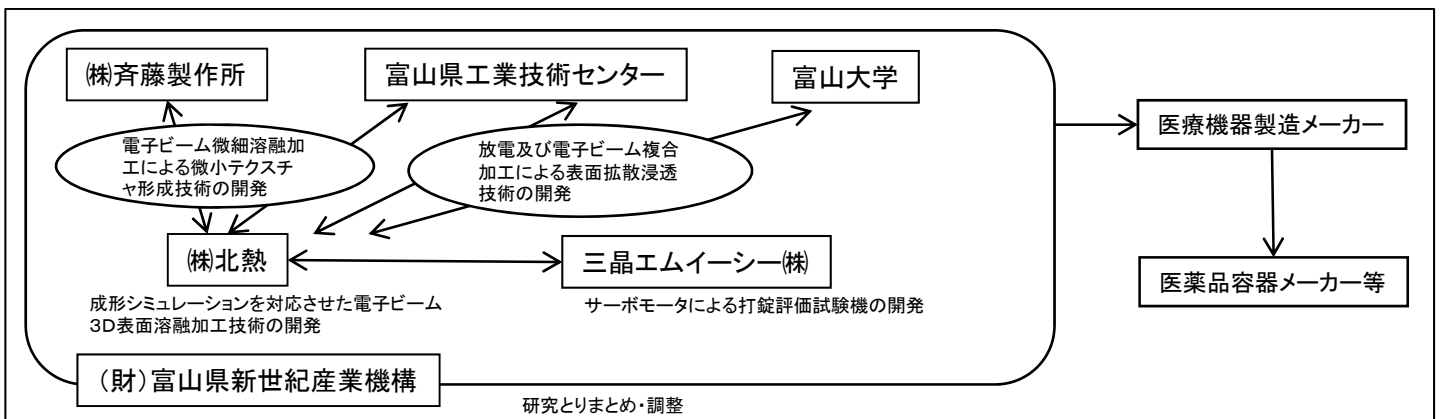 ㈱斉藤製作所
富山県工業技術センター
富山大学
医療機器製造メーカー
電子ビーム微細溶融加
工による微小テクスチ
ャ形成技術の開発
放電及び電子ビーム複合
加工による表面拡散浸透
技術の開発
㈱北熱
三晶エムイーシー㈱
医薬品容器メーカー等
成形シミュレーションを対応させた電子ビーム
3D表面溶融加工技術の開発
サーボモータによる打錠評価試験機の開発
（財）富山県新世紀産業機構
研究とりまとめ・調整